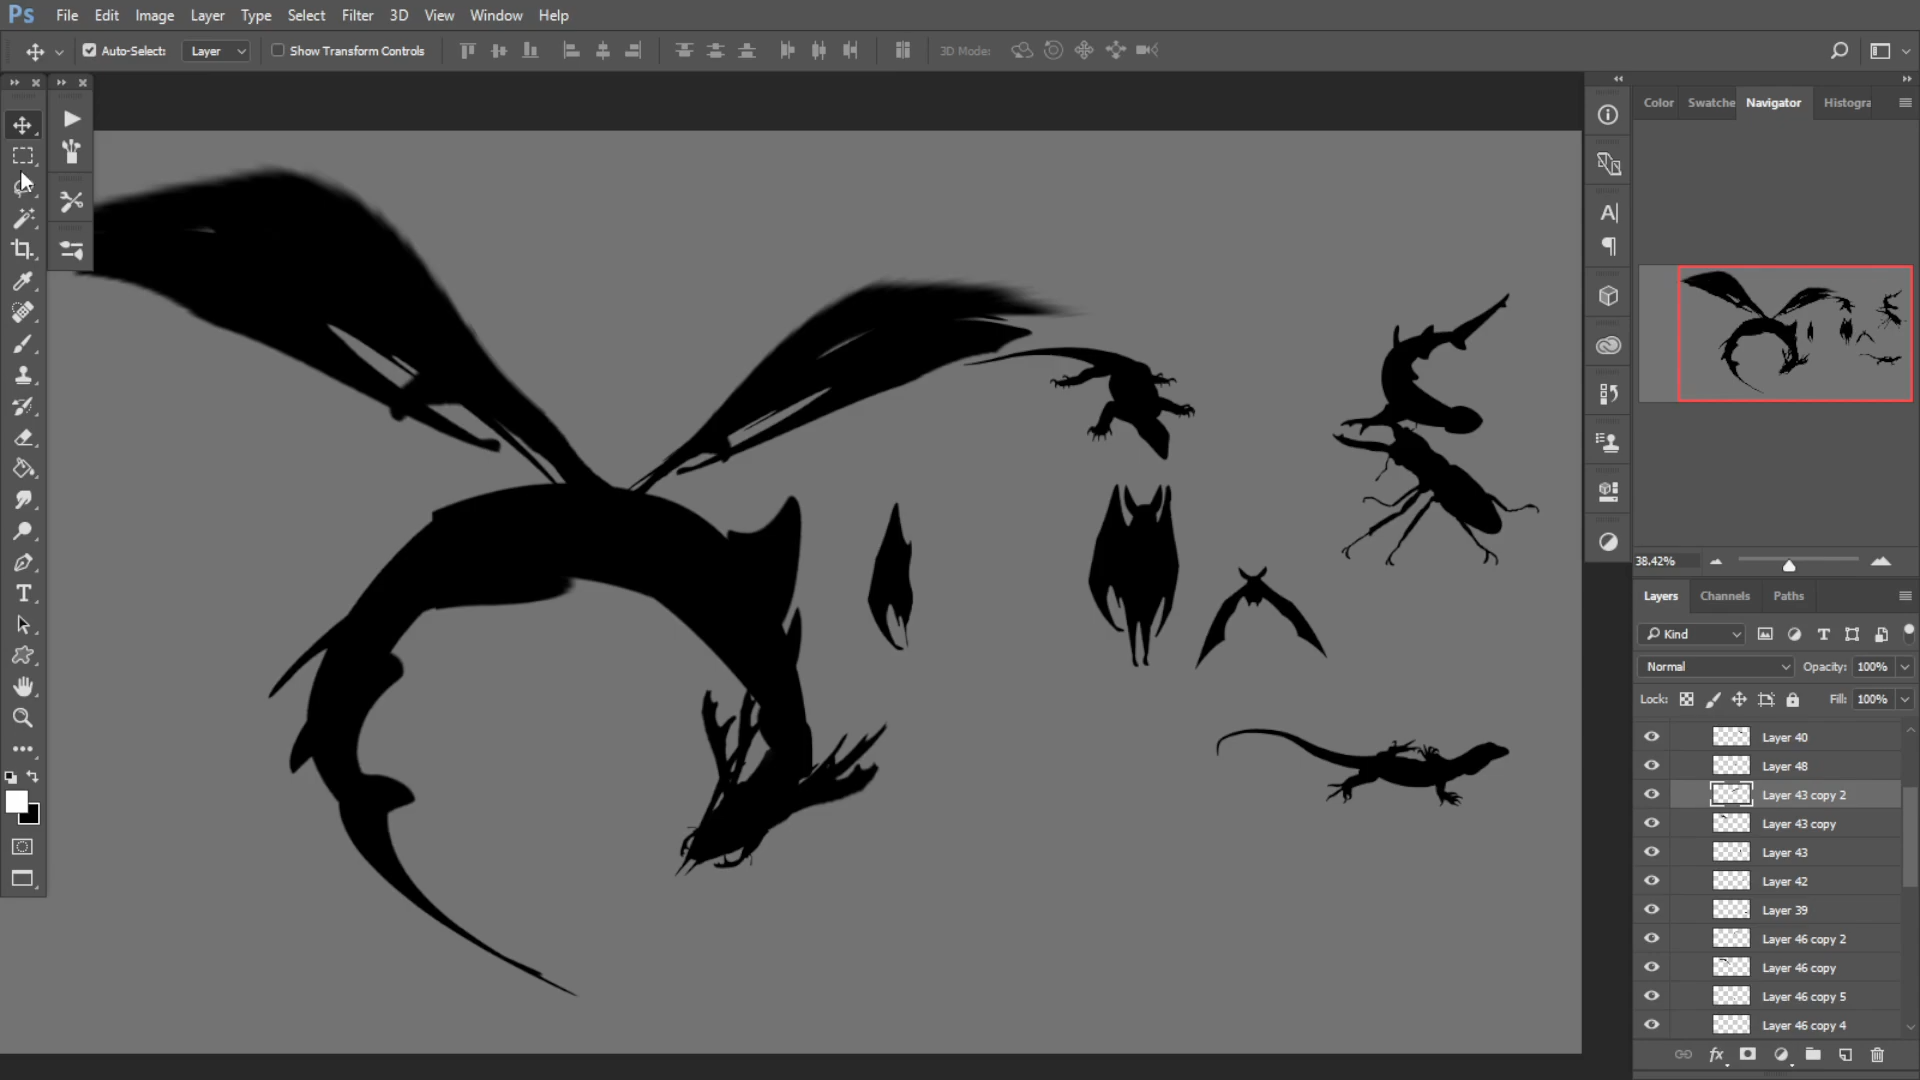 Ps File Edit Image Layer Type Select Filter 3D View Window Help
Auto-Select: Layer Show Transform Controls 3D Mode:
Color Swatche Navigator Histogra
38.42%
Layers Channels Paths
Kind
Normal Opacity: 100%
Lock: Fill: 100%
Layer 40
Layer 48
Layer 43 copy 2
Layer 43 copy
Layer 43
Layer 42
Layer 39
Layer 46 copy 2
Layer 46 copy
Layer 46 copy 5
Layer 46 copy 4